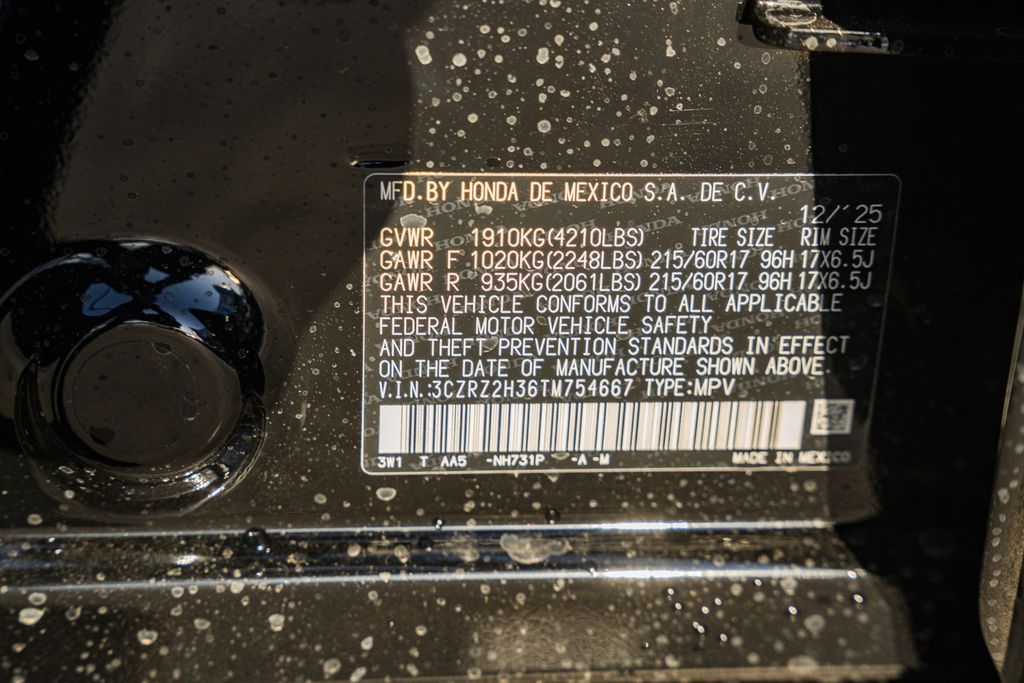 MFD.BY HONDA DE MEXICO S.A. DE C.V.
12/'25
GVWR 1910KG(4210LBS) TIRE SIZE RIM SIZE
GAWR F 1020KG(2248LBS) 215/60R17 96H 17X6.5J
GAWR R 935KG(2061LBS) 215/60R17 96H 17X6.5J
THIS VEHICLE CONFORMS TO ALL APPLICABLE
FEDERAL MOTOR VEHICLE SAFETY
AND THEFT PREVENTION STANDARDS IN EFFECT
ON THE DATE OF MANUFACTURE SHOWN ABOVE.
V.I.N.:3CZRZ2H36TM754667 TYPE:MPV
3W1 T AA5 -NH731P -A -M MADE IN MEXICO